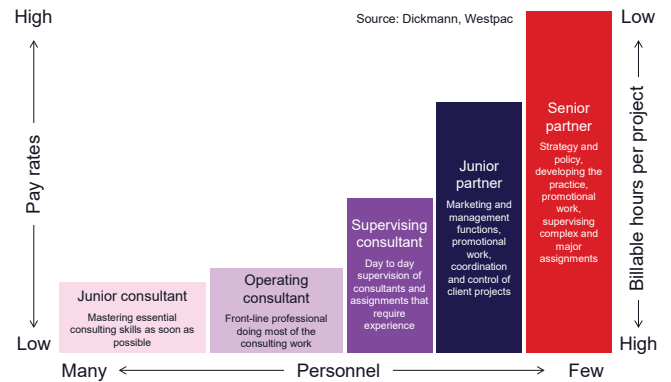 High
Source: Dickmann, Westpac
Low
Pay rates
Billable hours per project
Senior
partner
Strategy and
policy,
developing the
practice,
promotional
work,
supervising
complex and
major
assignments
Junior
partner
Marketing and
management
functions,
promotional
work,
coordination
and control of
client projects
Supervising
consultant
Day to day
supervision of
consultants and
assignments that
require
experience
Operating
consultant
Front-line professional
doing most of the
consulting work
Junior consultant
Mastering essential
consulting skills as soon as
possible
Low
High
Many
Personnel
Few